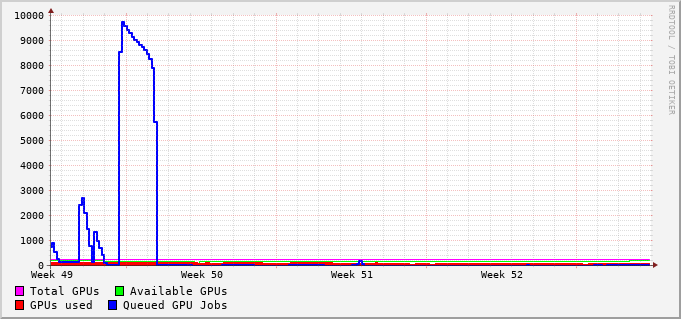 10000
9000
8000
7000
6000
5000
4000
3000
2000
1000
0
Week 49 Week 50 Week 51 Week 52
Total GPUs Available GPUs
GPUs used Queued GPU Jobs
RRDTOOL / TOBI OETIKER